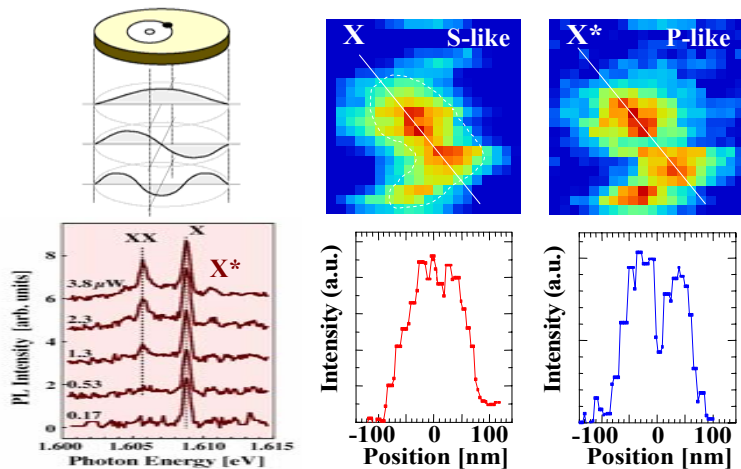 X S-like
X* P-like
XX X
X*
3.8 μW
2.3
1.3
0.53
0.17
8
6
4
2
0
PL Intensity [arb, units]
1.600 1.605 1.610 1.615
Photon Energy [eV]
Intensity (a.u.)
-100 0 100
Position [nm]
Intensity (a.u.)
-100 0 100
Position [nm]